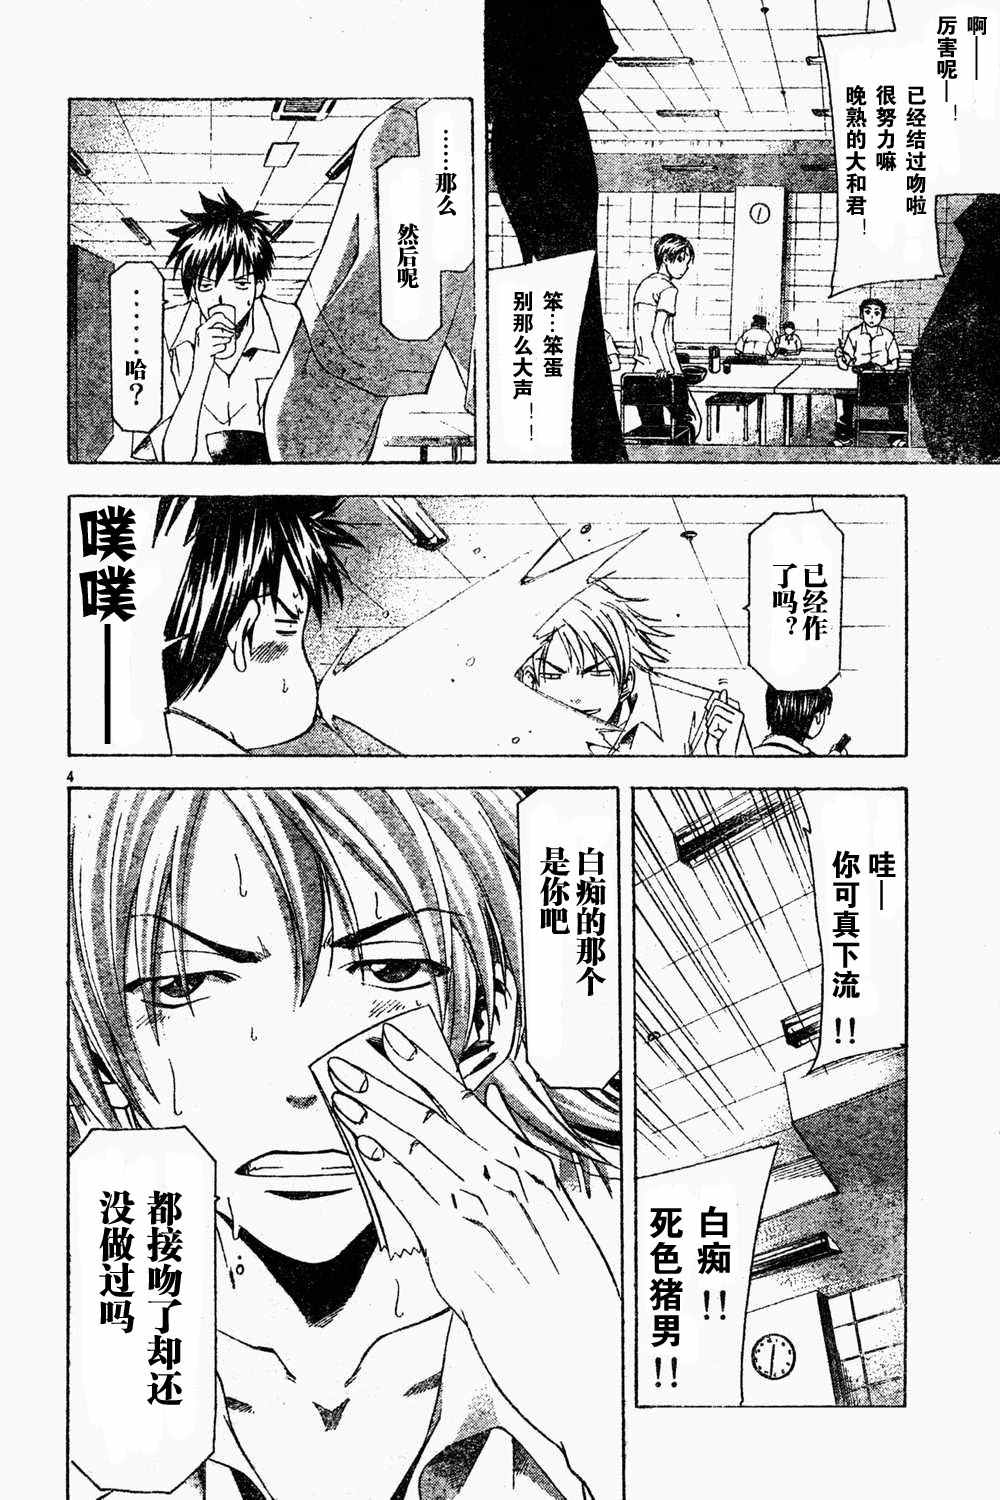 啊——
厉害呢—！
已经结过吻啦
很努力嘛
晚熟的大和君！
笨…笨蛋
别那么大声！
……那么
然后呢
……哈？
已经作
了吗？
噗
噗——
4
哇—
你可真下流!!
白痴!!
死色猪男!!
白痴的那个
是你吧
都接吻了却还
没做过吗